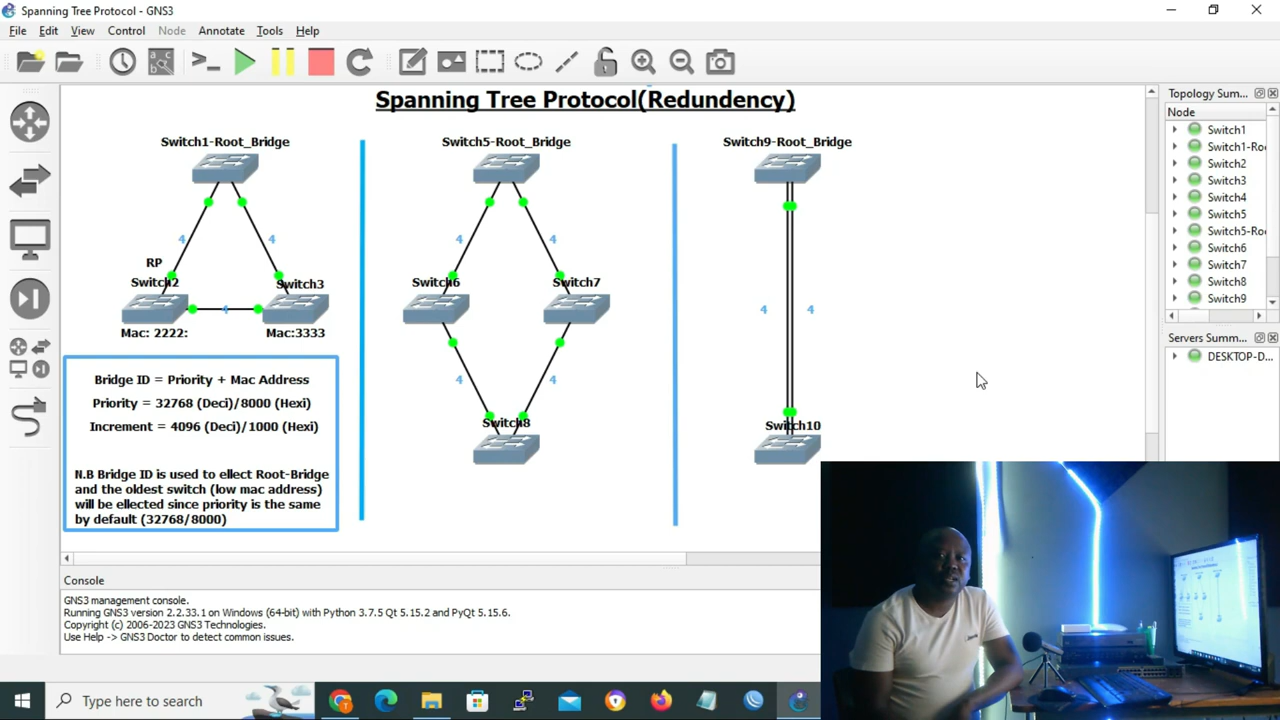 Spanning Tree Protocol - GNS3
File Edit View Control Node Annotate Tools Help
Spanning Tree Protocol(Redundency)
Switch1-Root_Bridge
4
4
RP
Switch2
Switch3
4
Mac: 2222:
Mac:3333
Bridge ID = Priority + Mac Address
Priority = 32768 (Deci)/8000 (Hexi)
Increment = 4096 (Deci)/1000 (Hexi)
N.B Bridge ID is used to ellect Root-Bridge
and the oldest switch (low mac address)
will be ellected since priority is the same
by default (32768/8000)
Switch5-Root_Bridge
4
4
Switch6
Switch7
4
4
Switch8
Switch9-Root_Bridge
4
4
Switch10
Topology Sum...
Node
Switch1
Switch1-Ro
Switch2
Switch3
Switch4
Switch5
Switch5-Ro
Switch6
Switch7
Switch8
Switch9
Servers Summ...
DESKTOP-D...
Console
GNS3 management console.
Running GNS3 version 2.2.33.1 on Windows (64-bit) with Python 3.7.5 Qt 5.15.2 and PyQt 5.15.6.
Copyright (c) 2006-2023 GNS3 Technologies.
Use Help -> GNS3 Doctor to detect common issues.
Type here to search